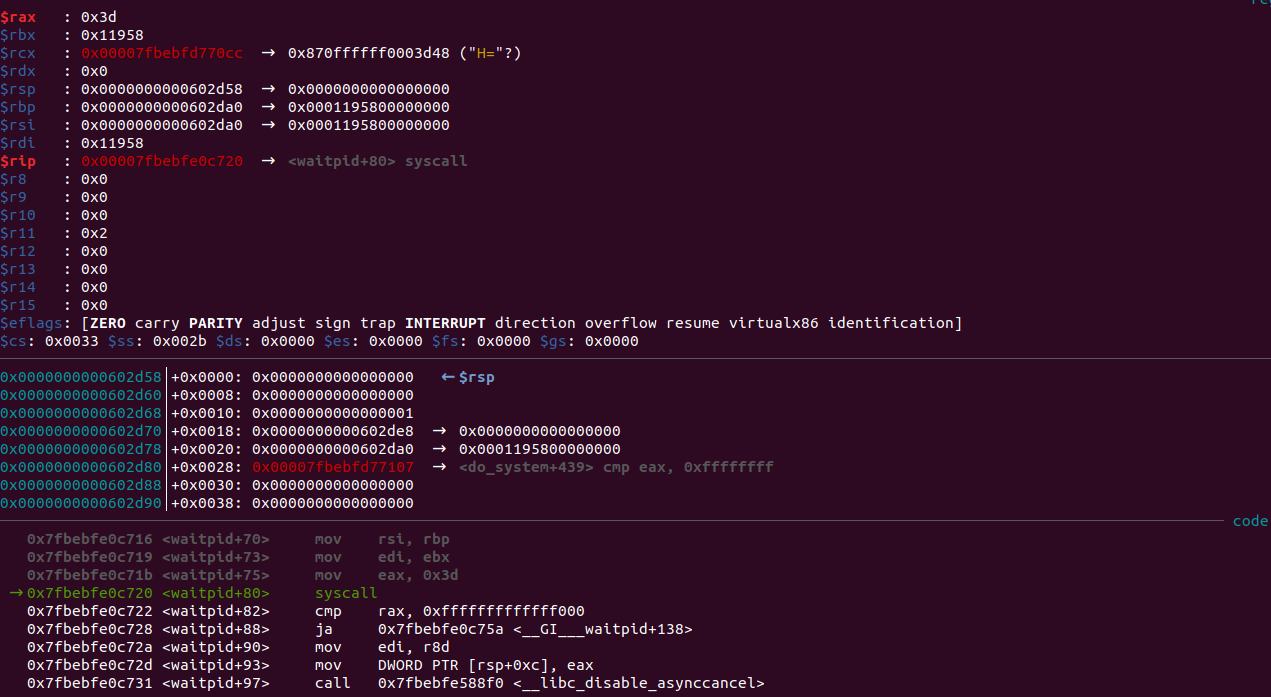 $rax   : 0x3d
$rbx   : 0x11958
$rcx   : 0x00007fbebfd770cc  →  0x870ffffff0003d48 ("H="?)
$rdx   : 0x0
$rsp   : 0x0000000000602d58  →  0x0000000000000000
$rbp   : 0x0000000000602da0  →  0x0001195800000000
$rsi   : 0x0000000000602da0  →  0x0001195800000000
$rdi   : 0x11958
$rip   : 0x00007fbebfe0c720  →  <waitpid+80> syscall
$r8    : 0x0
$r9    : 0x0
$r10   : 0x0
$r11   : 0x2
$r12   : 0x0
$r13   : 0x0
$r14   : 0x0
$r15   : 0x0
$eflags: [ZERO carry PARITY adjust sign trap INTERRUPT direction overflow resume virtualx86 identification]
$cs: 0x0033 $ss: 0x002b $ds: 0x0000 $es: 0x0000 $fs: 0x0000 $gs: 0x0000
0x0000000000602d58│+0x0000: 0x0000000000000000   ← $rsp
0x0000000000602d60│+0x0008: 0x0000000000000000
0x0000000000602d68│+0x0010: 0x0000000000000001
0x0000000000602d70│+0x0018: 0x0000000000602de8  →  0x0000000000000000
0x0000000000602d78│+0x0020: 0x0000000000602da0  →  0x0001195800000000
0x0000000000602d80│+0x0028: 0x00007fbebfd77107  →  <do_system+439> cmp eax, 0xffffffff
0x0000000000602d88│+0x0030: 0x0000000000000000
0x0000000000602d90│+0x0038: 0x0000000000000000
code
0x7fbebfe0c716 <waitpid+70>     mov    rsi, rbp
0x7fbebfe0c719 <waitpid+73>     mov    edi, ebx
0x7fbebfe0c71b <waitpid+75>     mov    eax, 0x3d
→ 0x7fbebfe0c720 <waitpid+80>     syscall
0x7fbebfe0c722 <waitpid+82>     cmp    rax, 0xfffffffffffff000
0x7fbebfe0c728 <waitpid+88>     ja     0x7fbebfe0c75a <__GI___waitpid+138>
0x7fbebfe0c72a <waitpid+90>     mov    edi, r8d
0x7fbebfe0c72d <waitpid+93>     mov    DWORD PTR [rsp+0xc], eax
0x7fbebfe0c731 <waitpid+97>     call   0x7fbebfe588f0 <__libc_disable_asynccancel>